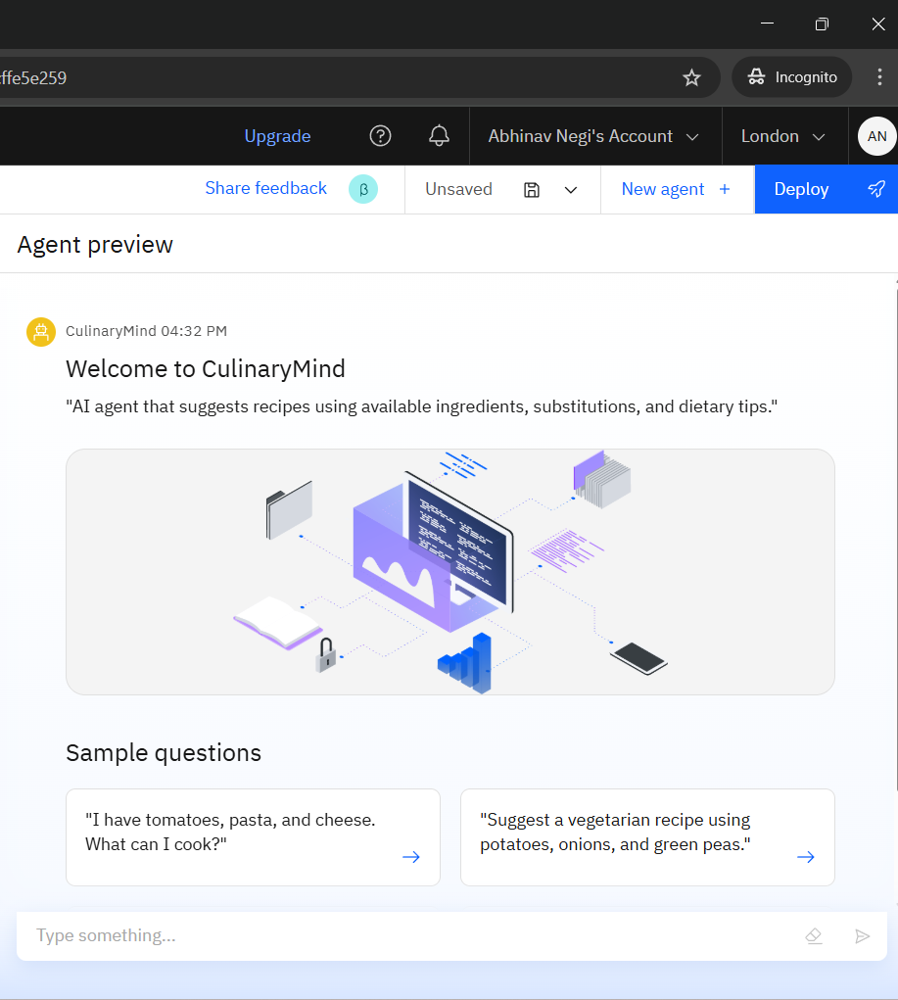 ffe5e259
Incognito
Upgrade
Abhinav Negi's Account
London
AN
Share feedback
β
Unsaved
New agent +
Deploy
Agent preview
CulinaryMind 04:32 PM
Welcome to CulinaryMind
"AI agent that suggests recipes using available ingredients, substitutions, and dietary tips."
Sample questions
"I have tomatoes, pasta, and cheese.
What can I cook?"
"Suggest a vegetarian recipe using
potatoes, onions, and green peas."
Type something...